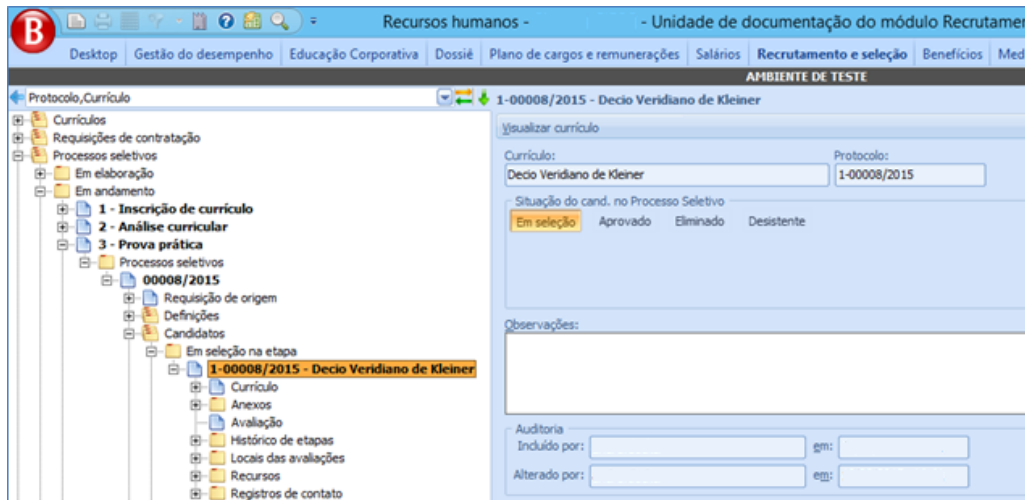 B
Recursos humanos - - Unidade de documentação do módulo Recrutame
Desktop Gestão do desempenho Educação Corporativa Dossiê Plano de cargos e remunerações Salários Recrutamento e seleção Benefícios Med
AMBIENTE DE TESTE
Protocolo,Currículo
Currículos
Requisições de contratação
Processos seletivos
Em elaboração
Em andamento
1 - Inscrição de currículo
2 - Análise curricular
3 - Prova prática
Processos seletivos
00008/2015
Requisição de origem
Definições
Candidatos
Em seleção na etapa
1-00008/2015 - Decio Veridiano de Kleiner
Currículo
Anexos
Avaliação
Histórico de etapas
Locais das avaliações
Recursos
Registros de contato
1-00008/2015 - Decio Veridiano de Kleiner
Visualizar currículo
Currículo: Protocolo:
Decio Veridiano de Kleiner 1-00008/2015
Situação do cand. no Processo Seletivo
Em seleção Aprovado Eliminado Desistente
Observações:
Auditoria
Incluído por: em:
Alterado por: em: